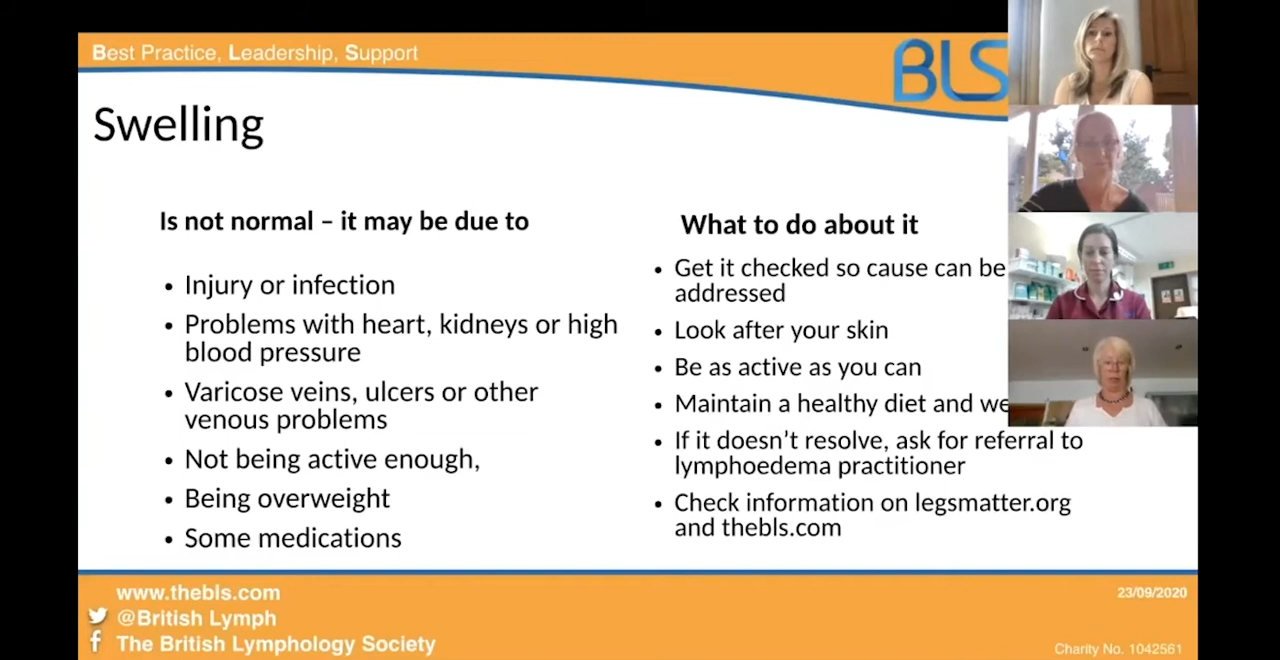 Best Practice, Leadership, Support
BLS
Swelling
Is not normal – it may be due to
• Injury or infection
• Problems with heart, kidneys or high
blood pressure
• Varicose veins, ulcers or other
venous problems
• Not being active enough,
• Being overweight
• Some medications
What to do about it
• Get it checked so cause can be
addressed
• Look after your skin
• Be as active as you can
• Maintain a healthy diet and we
• If it doesn’t resolve, ask for referral to
lymphoedema practitioner
• Check information on legsmatter.org
and thebls.com
www.thebls.com
@British Lymph
The British Lymphology Society
23/09/2020
Charity No. 1042561